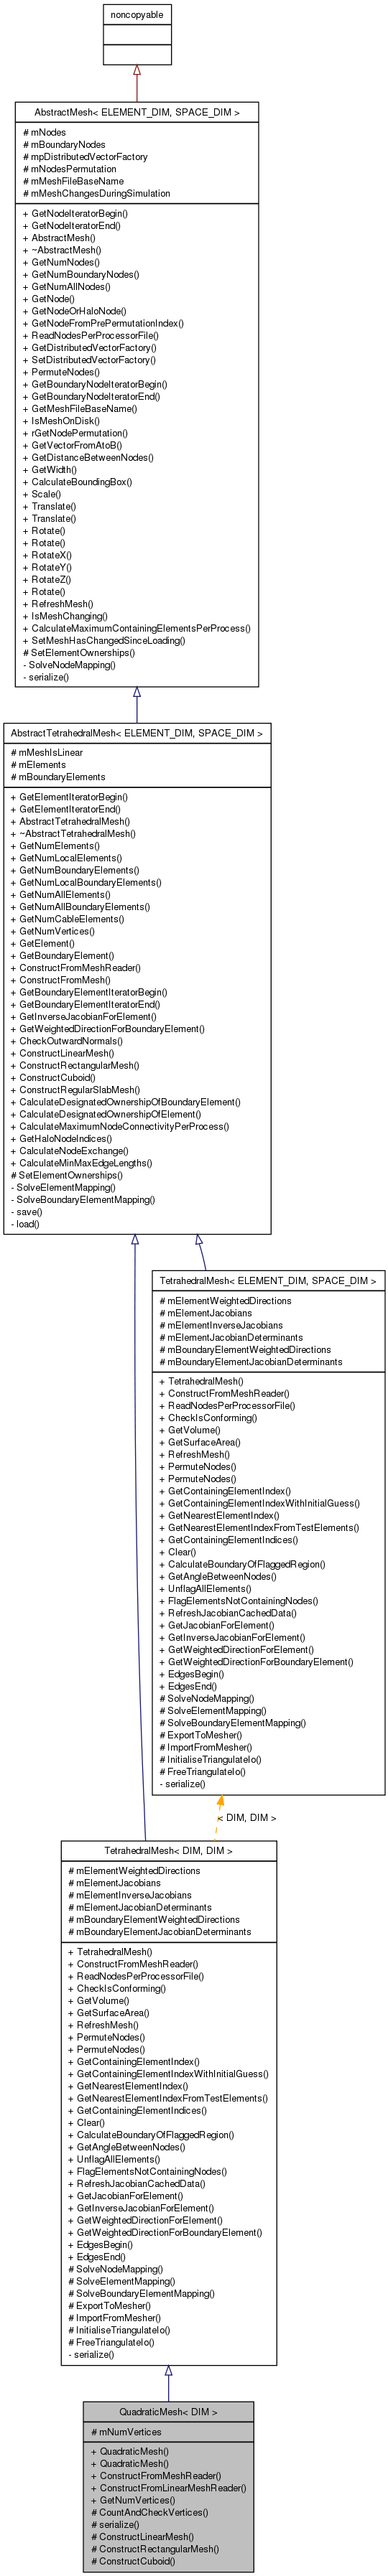 noncopyable
AbstractMesh< ELEMENT_DIM, SPACE_DIM >
# mNodes
# mBoundaryNodes
# mpDistributedVectorFactory
# mNodesPermutation
# mMeshFileBaseName
# mMeshChangesDuringSimulation
+ GetNodeIteratorBegin()
+ GetNodeIteratorEnd()
+ AbstractMesh()
+ ~AbstractMesh()
+ GetNumNodes()
+ GetNumBoundaryNodes()
+ GetNumAllNodes()
+ GetNode()
+ GetNodeOrHaloNode()
+ GetNodeFromPrePermutationIndex()
+ ReadNodesPerProcessorFile()
+ GetDistributedVectorFactory()
+ SetDistributedVectorFactory()
+ PermuteNodes()
+ GetBoundaryNodeIteratorBegin()
+ GetBoundaryNodeIteratorEnd()
+ GetMeshFileBaseName()
+ IsMeshOnDisk()
+ rGetNodePermutation()
+ GetVectorFromAtoB()
+ GetDistanceBetweenNodes()
+ GetWidth()
+ CalculateBoundingBox()
+ Scale()
+ Translate()
+ Translate()
+ Rotate()
+ Rotate()
+ RotateX()
+ RotateY()
+ RotateZ()
+ Rotate()
+ RefreshMesh()
+ IsMeshChanging()
+ CalculateMaximumContainingElementsPerProcess()
+ SetMeshHasChangedSinceLoading()
# SetElementOwnerships()
- SolveNodeMapping()
- serialize()
AbstractTetrahedralMesh< ELEMENT_DIM, SPACE_DIM >
# mMeshIsLinear
# mElements
# mBoundaryElements
+ GetElementIteratorBegin()
+ GetElementIteratorEnd()
+ AbstractTetrahedralMesh()
+ ~AbstractTetrahedralMesh()
+ GetNumElements()
+ GetNumLocalElements()
+ GetNumBoundaryElements()
+ GetNumLocalBoundaryElements()
+ GetNumAllElements()
+ GetNumAllBoundaryElements()
+ GetNumCableElements()
+ GetNumVertices()
+ GetElement()
+ GetBoundaryElement()
+ ConstructFromMeshReader()
+ ConstructFromMesh()
+ GetBoundaryElementIteratorBegin()
+ GetBoundaryElementIteratorEnd()
+ GetInverseJacobianForElement()
+ GetWeightedDirectionForBoundaryElement()
+ CheckOutwardNormals()
+ ConstructLinearMesh()
+ ConstructRectangularMesh()
+ ConstructCuboid()
+ ConstructRegularSlabMesh()
+ CalculateDesignatedOwnershipOfBoundaryElement()
+ CalculateDesignatedOwnershipOfElement()
+ CalculateMaximumNodeConnectivityPerProcess()
+ GetHaloNodeIndices()
+ CalculateNodeExchange()
+ CalculateMinMaxEdgeLengths()
# SetElementOwnerships()
- SolveElementMapping()
- SolveBoundaryElementMapping()
- save()
- load()
TetrahedralMesh< ELEMENT_DIM, SPACE_DIM >
# mElementWeightedDirections
# mElementJacobians
# mElementInverseJacobians
# mElementJacobianDeterminants
# mBoundaryElementWeightedDirections
# mBoundaryElementJacobianDeterminants
+ TetrahedralMesh()
+ ConstructFromMeshReader()
+ ReadNodesPerProcessorFile()
+ CheckIsConforming()
+ GetVolume()
+ GetSurfaceArea()
+ RefreshMesh()
+ PermuteNodes()
+ PermuteNodes()
+ GetContainingElementIndex()
+ GetContainingElementIndexWithInitialGuess()
+ GetNearestElementIndex()
+ GetNearestElementIndexFromTestElements()
+ GetContainingElementIndices()
+ Clear()
+ CalculateBoundaryOfFlaggedRegion()
+ GetAngleBetweenNodes()
+ UnflagAllElements()
+ FlagElementsNotContainingNodes()
+ RefreshJacobianCachedData()
+ GetJacobianForElement()
+ GetInverseJacobianForElement()
+ GetWeightedDirectionForElement()
+ GetWeightedDirectionForBoundaryElement()
+ EdgesBegin()
+ EdgesEnd()
# SolveNodeMapping()
# SolveElementMapping()
# SolveBoundaryElementMapping()
# ExportToMesher()
# ImportFromMesher()
# InitialiseTriangulateIo()
# FreeTriangulateIo()
- serialize()
< DIM, DIM >
TetrahedralMesh< DIM, DIM >
# mElementWeightedDirections
# mElementJacobians
# mElementInverseJacobians
# mElementJacobianDeterminants
# mBoundaryElementWeightedDirections
# mBoundaryElementJacobianDeterminants
+ TetrahedralMesh()
+ ConstructFromMeshReader()
+ ReadNodesPerProcessorFile()
+ CheckIsConforming()
+ GetVolume()
+ GetSurfaceArea()
+ RefreshMesh()
+ PermuteNodes()
+ PermuteNodes()
+ GetContainingElementIndex()
+ GetContainingElementIndexWithInitialGuess()
+ GetNearestElementIndex()
+ GetNearestElementIndexFromTestElements()
+ GetContainingElementIndices()
+ Clear()
+ CalculateBoundaryOfFlaggedRegion()
+ GetAngleBetweenNodes()
+ UnflagAllElements()
+ FlagElementsNotContainingNodes()
+ RefreshJacobianCachedData()
+ GetJacobianForElement()
+ GetInverseJacobianForElement()
+ GetWeightedDirectionForElement()
+ GetWeightedDirectionForBoundaryElement()
+ EdgesBegin()
+ EdgesEnd()
# SolveNodeMapping()
# SolveElementMapping()
# SolveBoundaryElementMapping()
# ExportToMesher()
# ImportFromMesher()
# InitialiseTriangulateIo()
# FreeTriangulateIo()
- serialize()
QuadraticMesh< DIM >
# mNumVertices
+ QuadraticMesh()
+ QuadraticMesh()
+ ConstructFromMeshReader()
+ ConstructFromLinearMeshReader()
+ GetNumVertices()
# CountAndCheckVertices()
# serialize()
# ConstructLinearMesh()
# ConstructRectangularMesh()
# ConstructCuboid()